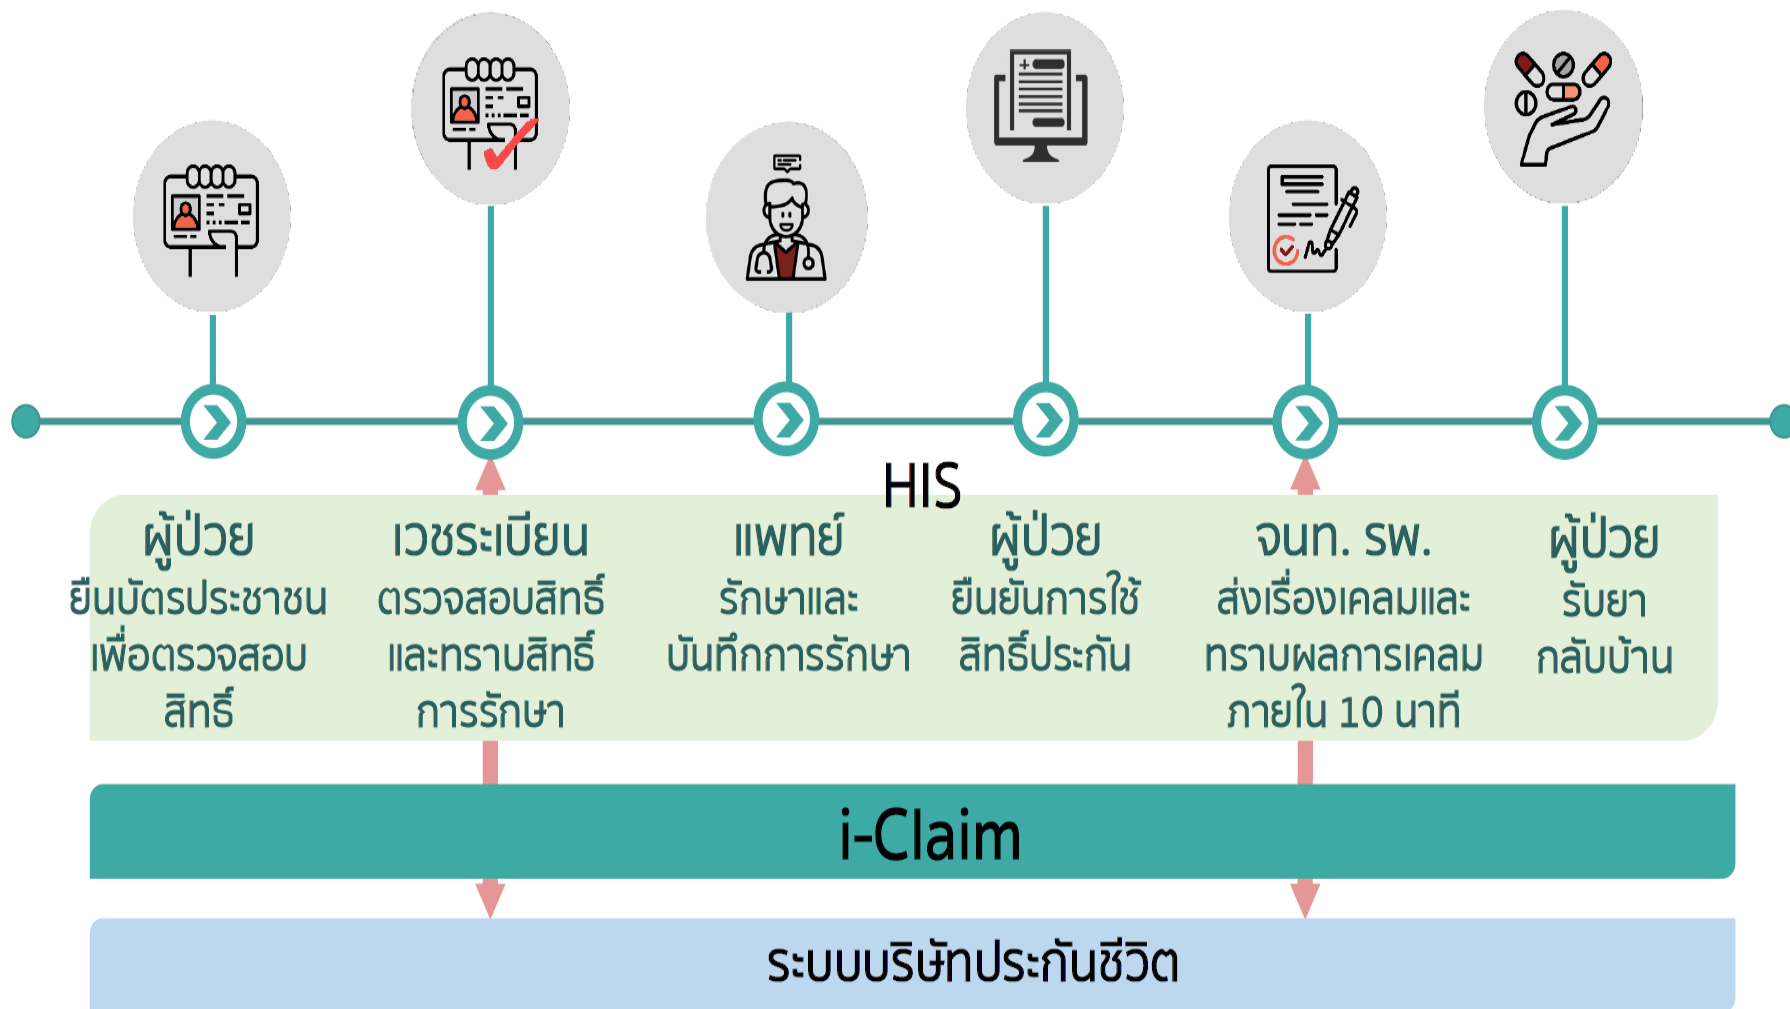 HIS
ผู้ป่วย
ยืนบัตรประชาชน
เพื่อตรวจสอบ
สิทธิ์
เวชระเบียน
ตรวจสอบสิทธิ์
และทราบสิทธิ์
การรักษา
แพทย์
รักษาและ
บันทึกการรักษา
ผู้ป่วย
ยืนยันการใช้
สิทธิ์ประกัน
จนท. รพ.
ส่งเรื่องเคลมและ
ทราบผลการเคลม
ภายใน 10 นาที
ผู้ป่วย
รับยา
กลับบ้าน
i-Claim
ระบบบริษัทประกันชีวิต